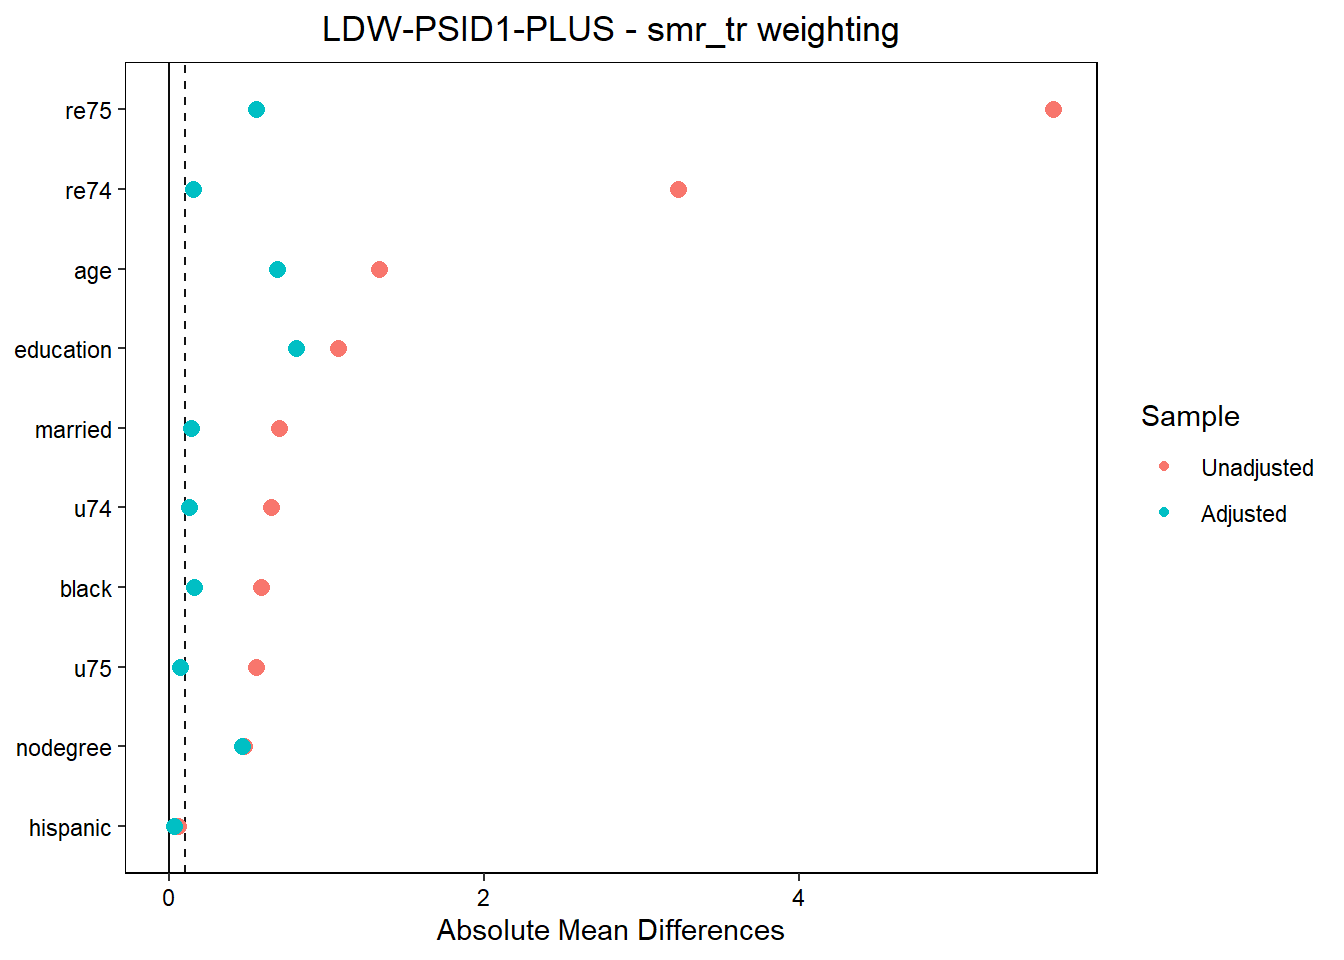 LDW-PSID1-PLUS - smr_tr weighting
re75
re74
age
education
married
u74
black
u75
nodegree
hispanic
0 2 4
Absolute Mean Differences
Sample
Unadjusted
Adjusted